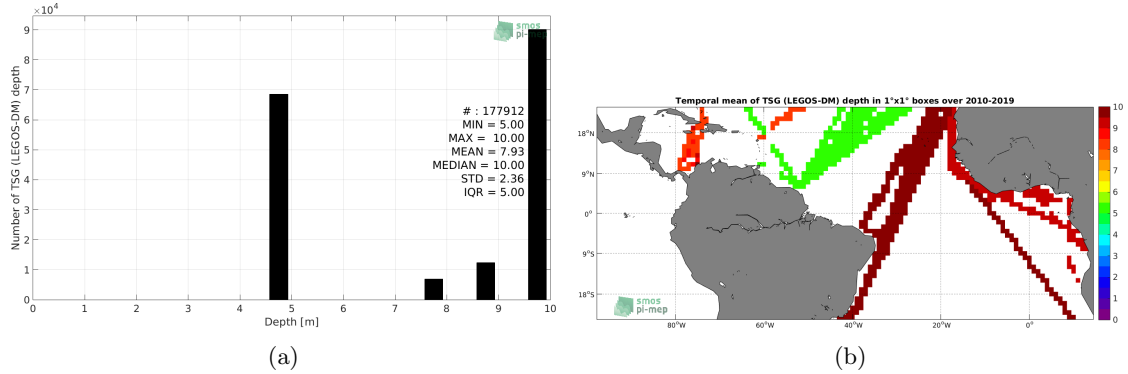 ×10⁴
9
8
7
6
5
4
3
2
1
0
Number of TSG (LEGOS-DM) depth
smos
pi-mep
# : 177912
MIN = 5.00
MAX = 10.00
MEAN = 7.93
MEDIAN = 10.00
STD = 2.36
IQR = 5.00
0 1 2 3 4 5 6 7 8 9 10
Depth [m]
(a)
Temporal mean of TSG (LEGOS-DM) depth in 1°x1° boxes over 2010-2019
18°N
9°N
0°
9°S
18°S
smos
pi-mep
80°W 60°W 40°W 20°W 0°
10
9
8
7
6
5
4
3
2
1
0
(b)